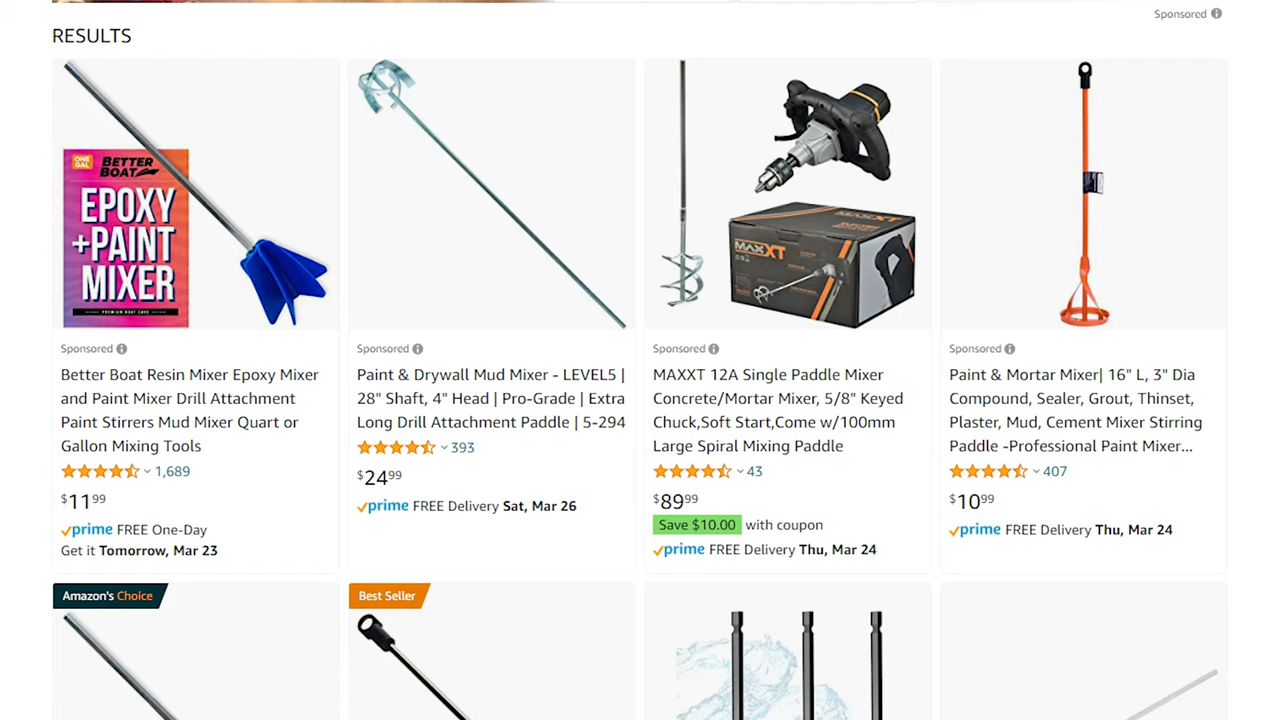 Sponsored
RESULTS
ONE GAL
BETTER BOAT
EPOXY
+PAINT
MIXER
PREMIUM BOAT CARE
MAXXT
MAXXT
Sponsored
Better Boat Resin Mixer Epoxy Mixer
and Paint Mixer Drill Attachment
Paint Stirrers Mud Mixer Quart or
Gallon Mixing Tools
1,689
$11.99
prime FREE One-Day
Get it Tomorrow, Mar 23
Sponsored
Paint & Drywall Mud Mixer - LEVEL5 |
28" Shaft, 4" Head | Pro-Grade | Extra
Long Drill Attachment Paddle | 5-294
393
$24.99
prime FREE Delivery Sat, Mar 26
Sponsored
MAXXT 12A Single Paddle Mixer
Concrete/Mortar Mixer, 5/8" Keyed
Chuck,Soft Start,Come w/100mm
Large Spiral Mixing Paddle
43
$89.99
Save $10.00 with coupon
prime FREE Delivery Thu, Mar 24
Sponsored
Paint & Mortar Mixer| 16" L, 3" Dia
Compound, Sealer, Grout, Thinset,
Plaster, Mud, Cement Mixer Stirring
Paddle -Professional Paint Mixer...
407
$10.99
prime FREE Delivery Thu, Mar 24
Amazon's Choice
Best Seller